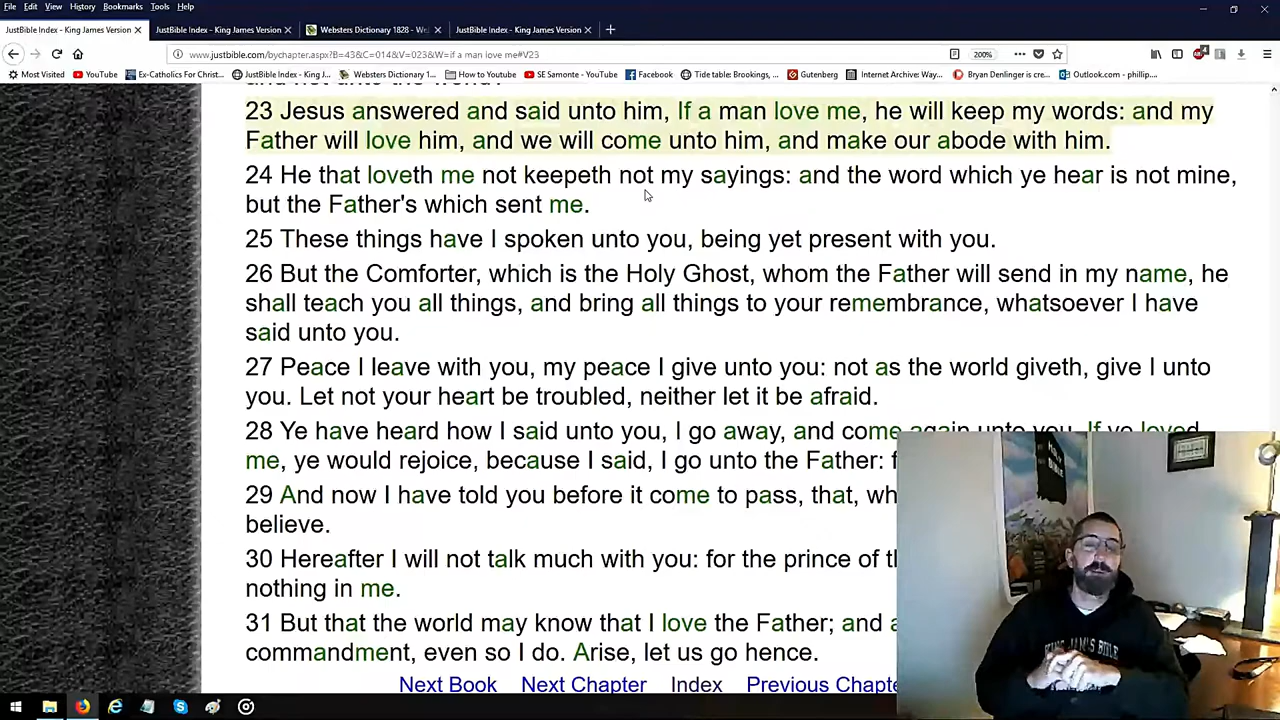 File Edit View History Bookmarks Tools Help
JustBible Index - King James Version × JustBible Index - King James Version × Websters Dictionary 1828 - We × JustBible Index - King James Version × +
www.justbible.com/bychapter.aspx?B=43&C=014&V=023&W=if a man love me#V23 200%
Most Visited YouTube Ex-Catholics For Christ... JustBible Index - King J... Websters Dictionary 1... How to Youtube SE Samonte - YouTube Facebook Tide table: Brookings, ... Gutenberg Internet Archive: Way... Bryan Denlinger is cre... Outlook.com - phillip...
23 Jesus answered and said unto him, If a man love me, he will keep my words: and my
Father will love him, and we will come unto him, and make our abode with him.
24 He that loveth me not keepeth not my sayings: and the word which ye hear is not mine,
but the Father's which sent me.
25 These things have I spoken unto you, being yet present with you.
26 But the Comforter, which is the Holy Ghost, whom the Father will send in my name, he
shall teach you all things, and bring all things to your remembrance, whatsoever I have
said unto you.
27 Peace I leave with you, my peace I give unto you: not as the world giveth, give I unto
you. Let not your heart be troubled, neither let it be afraid.
28 Ye have heard how I said unto you, I go away, and come again unto you. If ye loved
me, ye would rejoice, because I said, I go unto the Father: f
29 And now I have told you before it come to pass, that, wh
believe.
30 Hereafter I will not talk much with you: for the prince of th
nothing in me.
31 But that the world may know that I love the Father; and a
commandment, even so I do. Arise, let us go hence.
Next Book Next Chapter Index Previous Chapte
HOLY BIBLE
KING JAMES BIBLE